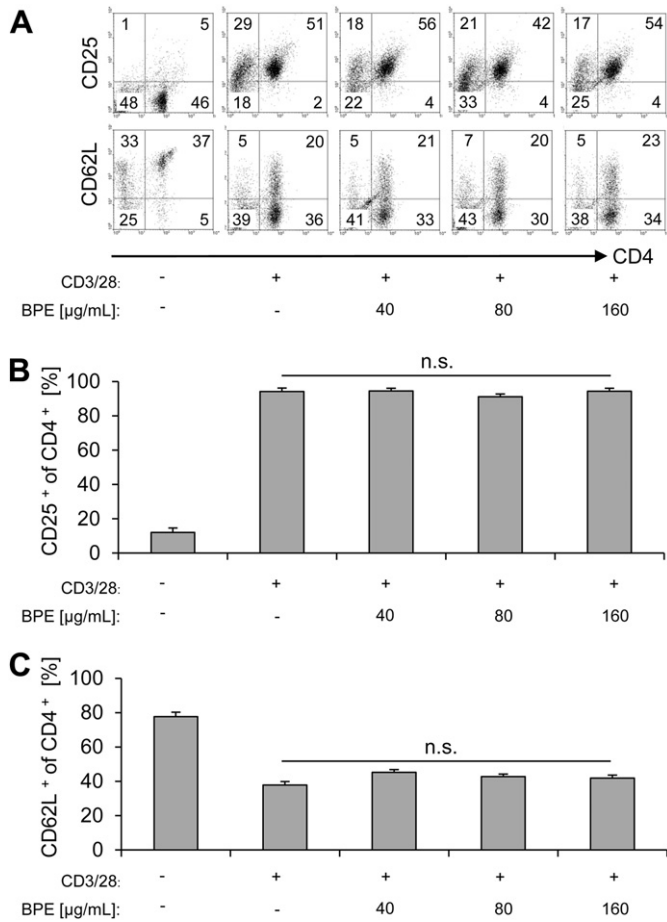 A
CD25
1 5 29 51 18 56 21 42 17 54
48 46 18 2 22 4 33 4 25 4
CD62L
33 37 5 20 5 21 7 20 5 23
25 5 39 36 41 33 43 30 38 34
CD4
CD3/28: - + + + +
BPE [µg/mL]: - - 40 80 160
B
CD25+ of CD4+ [%]
n.s.
100
80
60
40
20
0
CD3/28: - + + + +
BPE [µg/mL]: - - 40 80 160
C
CD62L+ of CD4+ [%]
100
80
n.s.
60
40
20
0
CD3/28: - + + + +
BPE [µg/mL]: - - 40 80 160